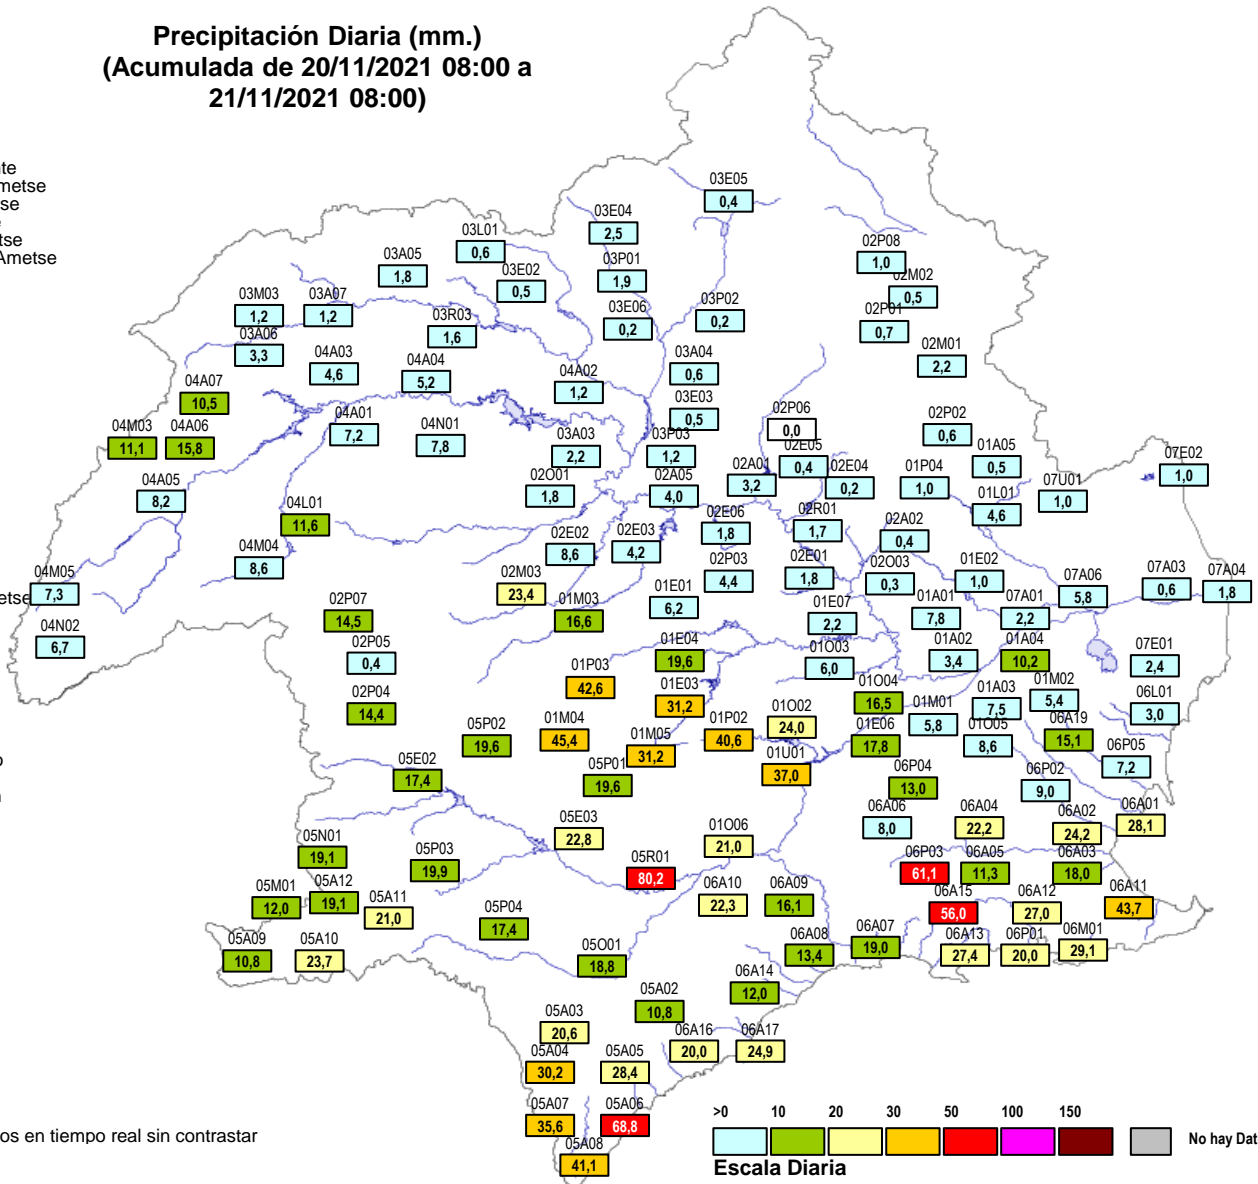 Precipitación Diaria (mm.)
(Acumulada de 20/11/2021 08:00 a
21/11/2021 08:00)
03E05
0,4
03E04
2,5
03L01
0,6
03A05
1,8
03E02
0,5
03P01
1,9
02P08
1,0
02M02
0,5
03M03
1,2
03A07
1,2
03R03
1,6
03E06
0,2
03P02
0,2
02P01
0,7
03A06
3,3
04A03
4,6
04A04
5,2
04A02
1,2
03A04
0,6
02M01
2,2
04A07
10,5
04M03
11,1
04A06
15,8
04A01
7,2
04N01
7,8
03E03
0,5
02P06
0,0
02P02
0,6
03A03
2,2
03P03
1,2
02E05
0,4
01A05
0,5
07E02
1,0
04A05
8,2
02O01
1,8
02A05
4,0
02A01
3,2
02E04
0,2
01P04
1,0
07U01
1,0
04L01
11,6
01L01
4,6
02E06
1,8
02R01
1,7
02A02
0,4
04M04
8,6
02E02
8,6
02E03
4,2
04M05
7,3
02M03
23,4
02P03
4,4
02E01
1,8
02O03
0,3
01E02
1,0
07A06
5,8
07A03
0,6
07A04
1,8
02P07
14,5
01M03
16,6
01E01
6,2
01E07
2,2
01A01
7,8
07A01
2,2
04N02
6,7
02P05
0,4
01E04
19,6
01O03
6,0
01A02
3,4
01A04
10,2
07E01
2,4
01P03
42,6
01E03
31,2
02P04
14,4
01O04
16,5
01M01
5,8
01A03
7,5
01M02
5,4
06L01
3,0
05P02
19,6
01M04
45,4
01M05
31,2
01P02
40,6
01O02
24,0
01E06
17,8
01O05
8,6
06A19
15,1
06P05
7,2
05E02
17,4
05P01
19,6
01U01
37,0
06P04
13,0
06P02
9,0
05E03
22,8
01O06
21,0
06A06
8,0
06A04
22,2
06A02
24,2
06A01
28,1
05N01
19,1
05P03
19,9
05R01
80,2
06P03
61,1
06A05
11,3
06A03
18,0
05M01
12,0
05A12
19,1
05A11
21,0
06A10
22,3
06A09
16,1
06A15
56,0
06A12
27,0
06A11
43,7
05P04
17,4
05A09
10,8
05A10
23,7
05O01
18,8
06A08
13,4
06A07
19,0
06A13
27,4
06P01
20,0
06M01
29,1
06A14
12,0
05A02
10,8
05A03
20,6
06A16
20,0
06A17
24,9
05A04
30,2
05A05
28,4
05A07
35,6
05A06
68,8
05A08
41,1
os en tiempo real sin contrastar
>0 10 20 30 50 100 150
No hay Dat
Escala Diaria